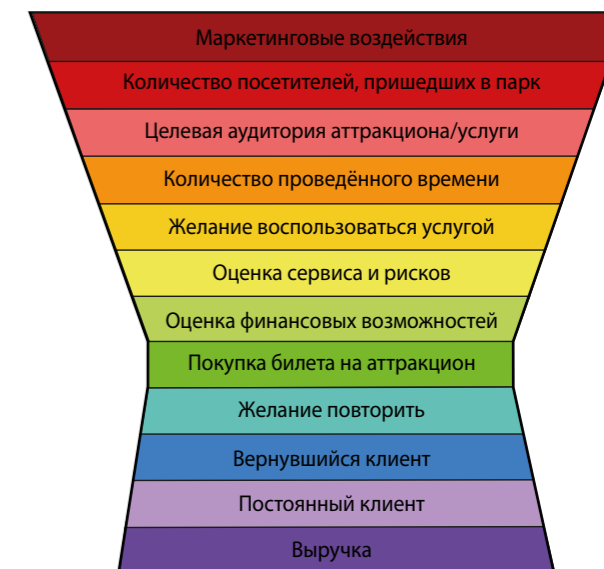 Маркетинговые воздействия
Количество посетителей, пришедших в парк
Целевая аудитория аттракциона/услуги
Количество проведённого времени
Желание воспользоваться услугой
Оценка сервиса и рисков
Оценка финансовых возможностей
Покупка билета на аттракцион
Желание повторить
Вернувшийся клиент
Постоянный клиент
Выручка